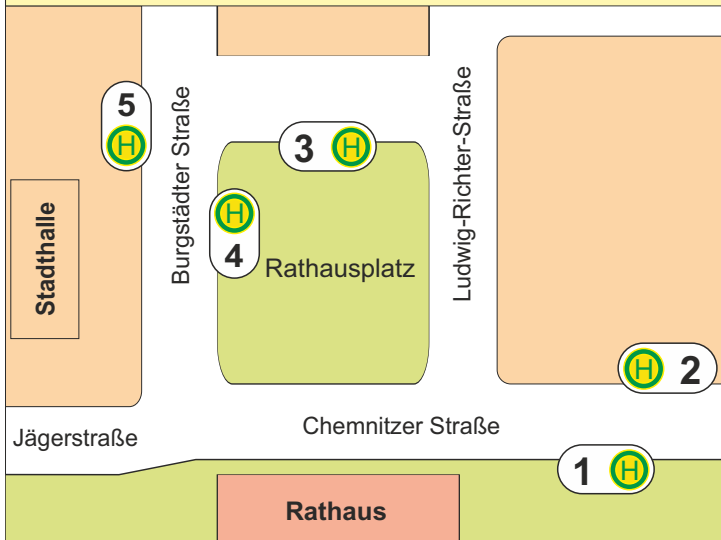 5
H
3 H
Burgstädter Straße
Ludwig-Richter-Straße
H
4
Stadthalle
Rathausplatz
H 2
Jägerstraße
Chemnitzer Straße
1 H
Rathaus